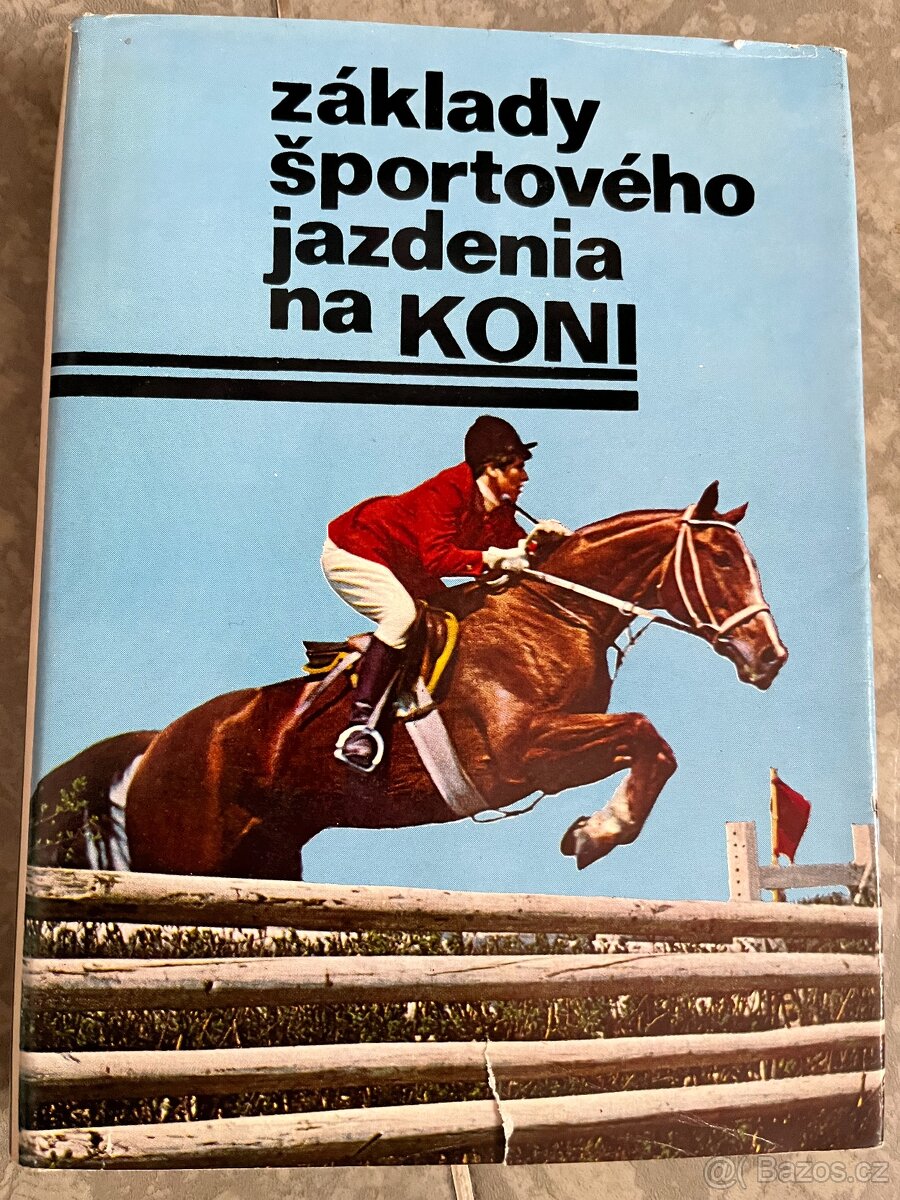 základy
športového
jazdenia
na KONI
Bazos.cz